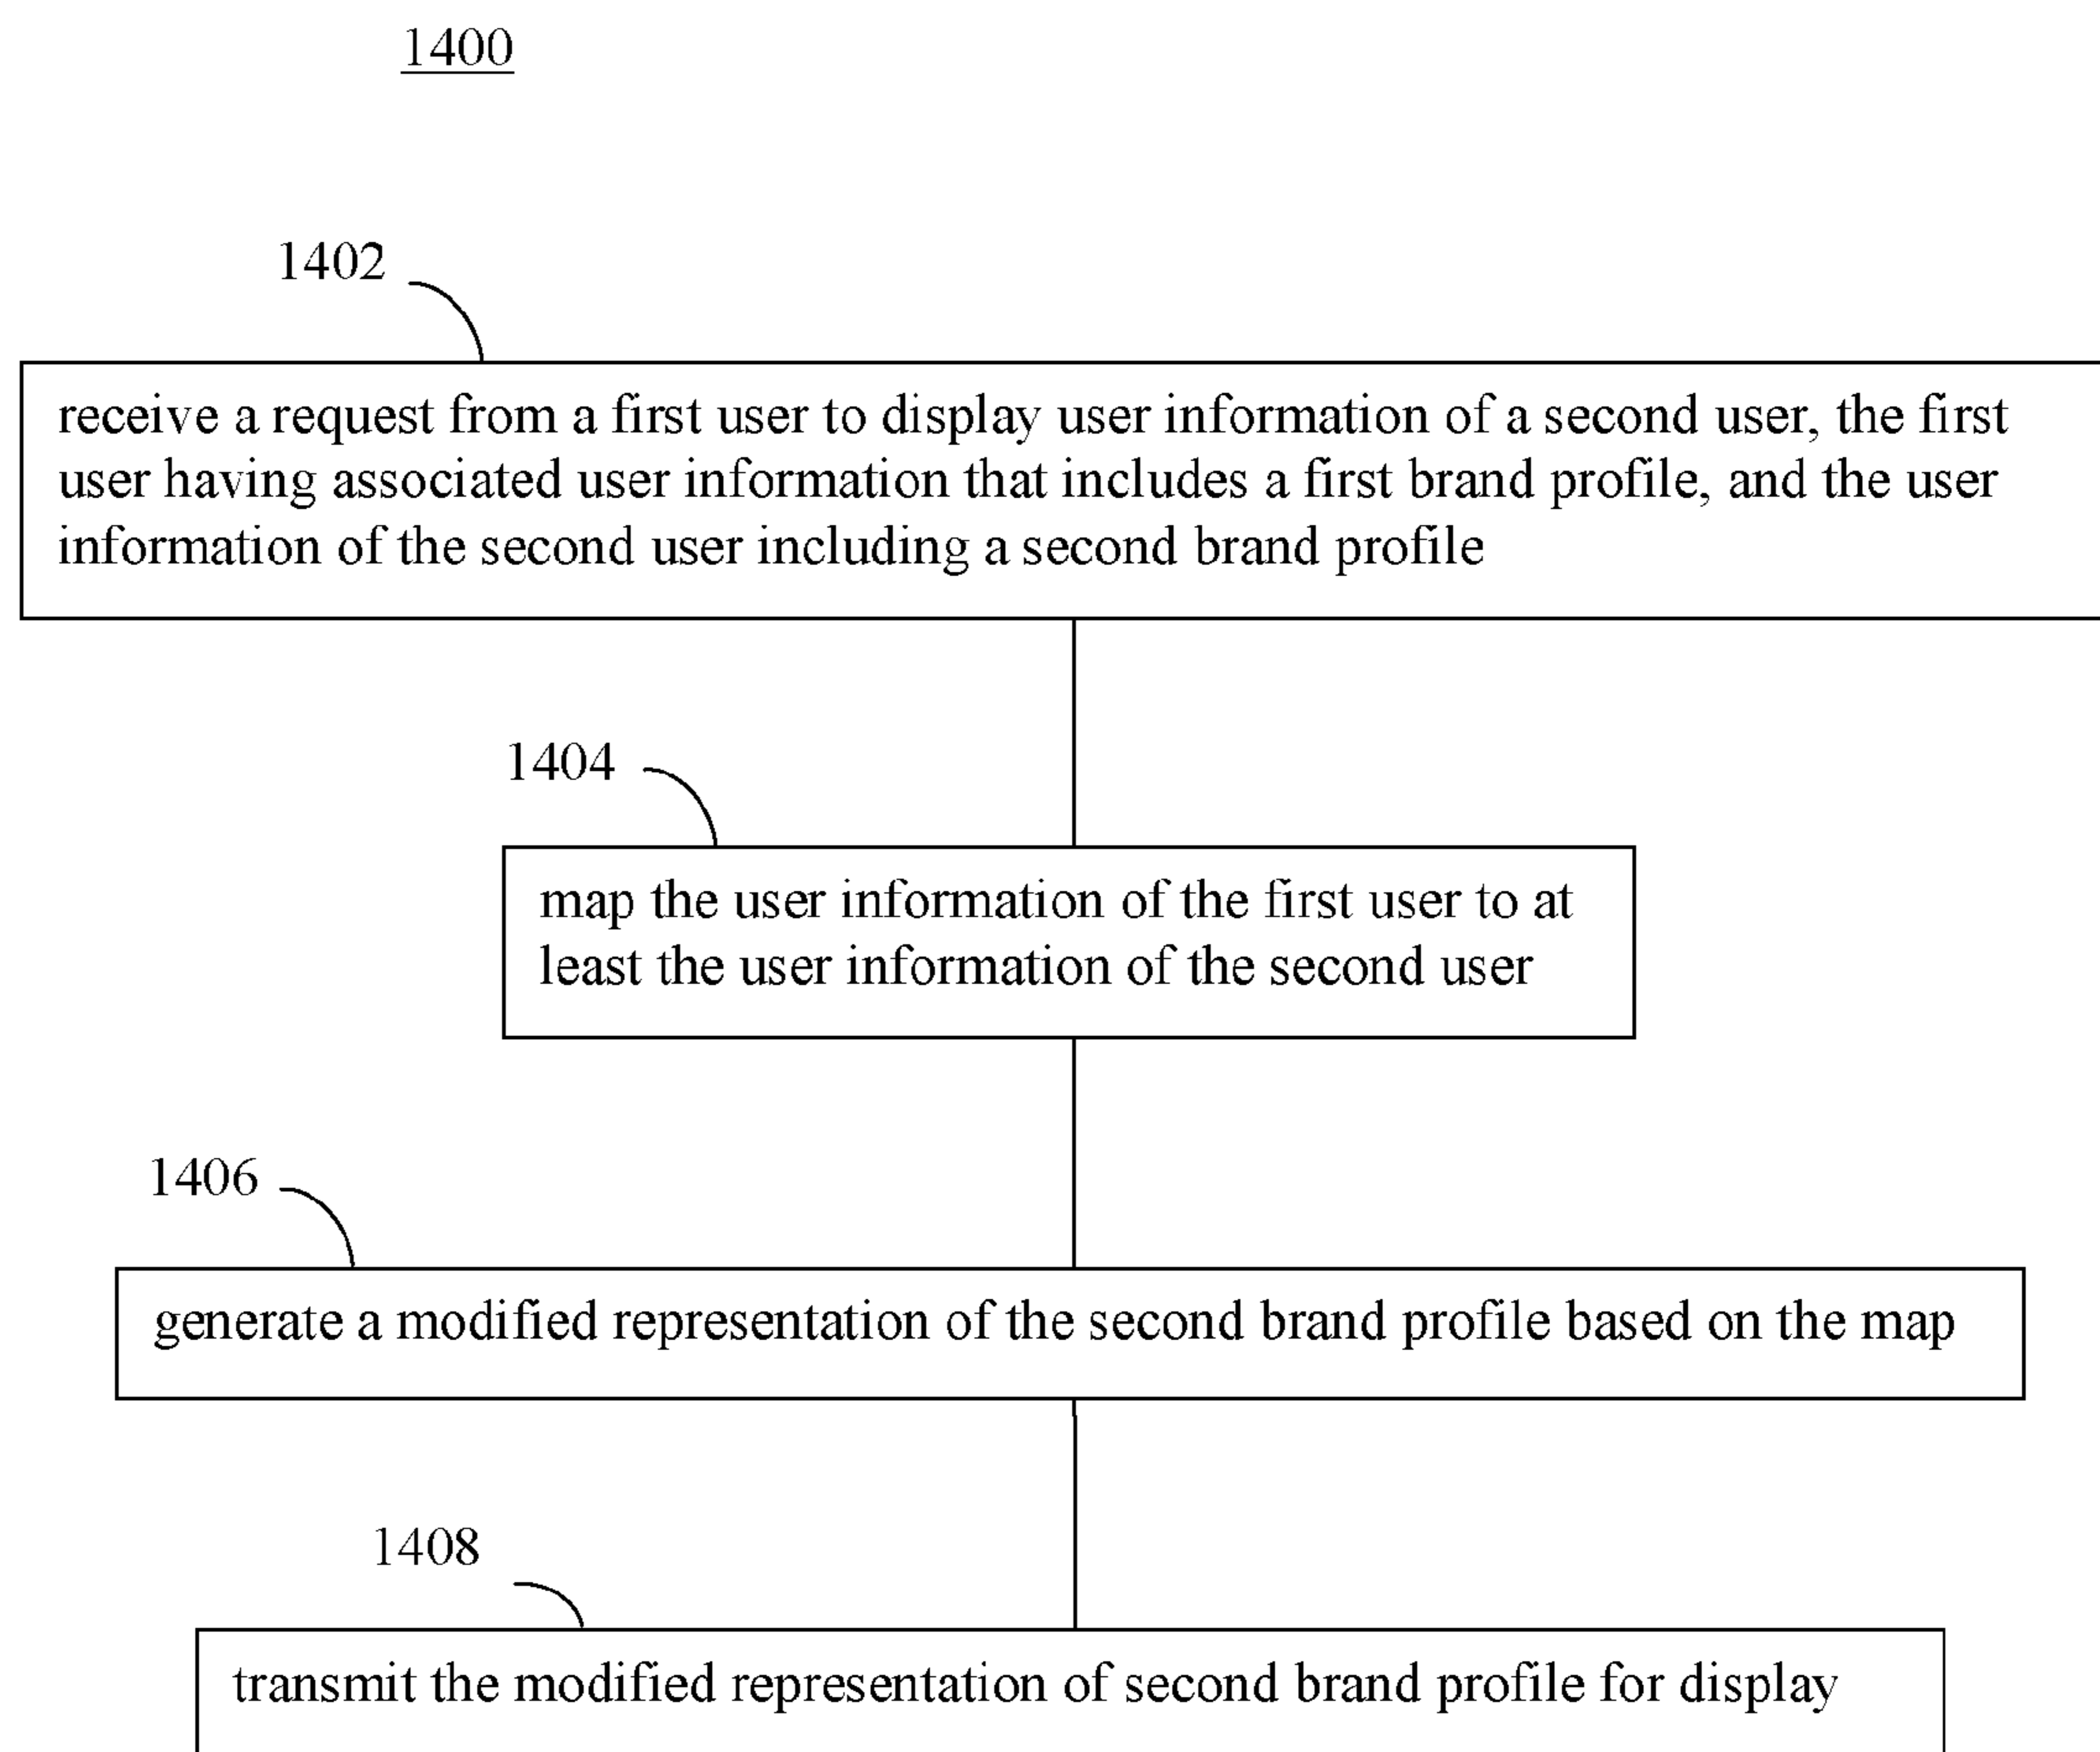 1400
1402
receive a request from a first user to display user information of a second user, the first
user having associated user information that includes a first brand profile, and the user
information of the second user including a second brand profile
1404
map the user information of the first user to at
least the user information of the second user
1406
generate a modified representation of the second brand profile based on the map
1408
transmit the modified representation of second brand profile for display